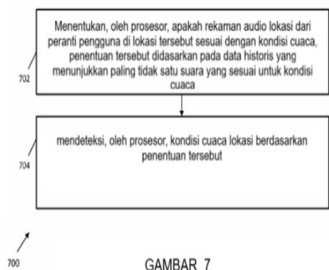 Menentukan, oleh prosesor, apakah rekaman audio lokasi dari
peranti pengguna di lokasi tersebut sesuai dengan kondisi cuaca,
penentuan tersebut didasarkan pada data historis yang
menunjukkan paling tidak satu suara yang sesuai untuk kondisi
cuaca
702
mendeteksi, oleh prosesor, kondisi cuaca lokasi berdasarkan
penentuan tersebut
704
700
GAMBAR 7